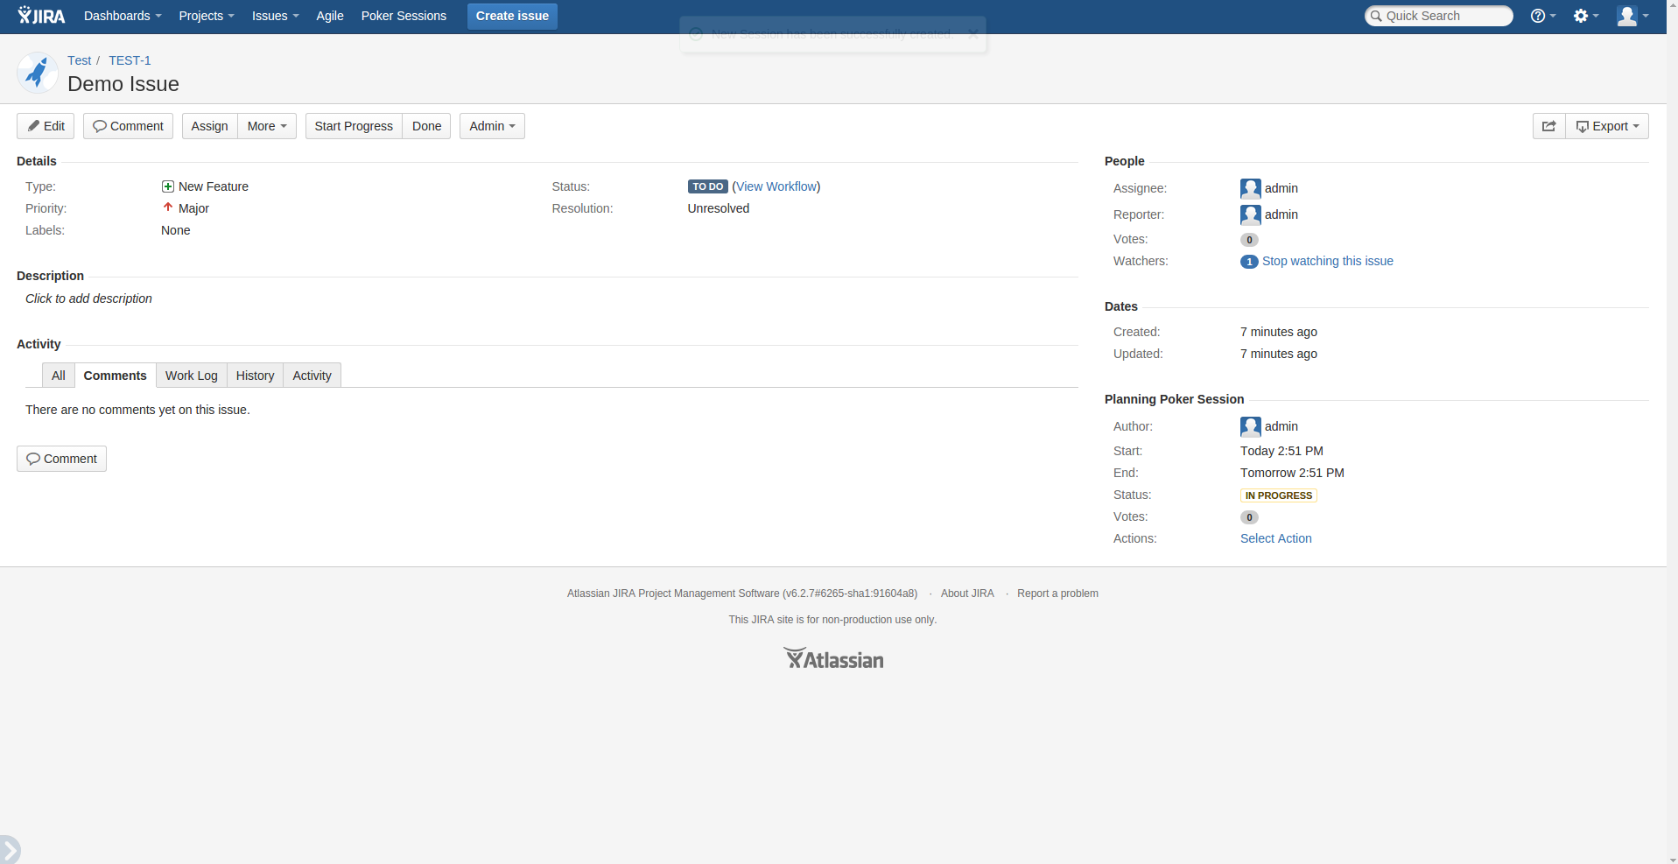 JIRA Dashboards Projects Issues Agile Poker Sessions Create issue Quick Search
New Session has been successfully created.
Test / TEST-1
Demo Issue
Edit Comment Assign More Start Progress Done Admin Export
Details
Type: New Feature Status: TO DO (View Workflow)
Priority: Major Resolution: Unresolved
Labels: None
Description
Click to add description
Activity
All Comments Work Log History Activity
There are no comments yet on this issue.
Comment
People
Assignee: admin
Reporter: admin
Votes: 0
Watchers: 1 Stop watching this issue
Dates
Created: 7 minutes ago
Updated: 7 minutes ago
Planning Poker Session
Author: admin
Start: Today 2:51 PM
End: Tomorrow 2:51 PM
Status: IN PROGRESS
Votes: 0
Actions: Select Action
Atlassian JIRA Project Management Software (v6.2.7#6265-sha1:91604a8) · About JIRA · Report a problem
This JIRA site is for non-production use only.
Atlassian